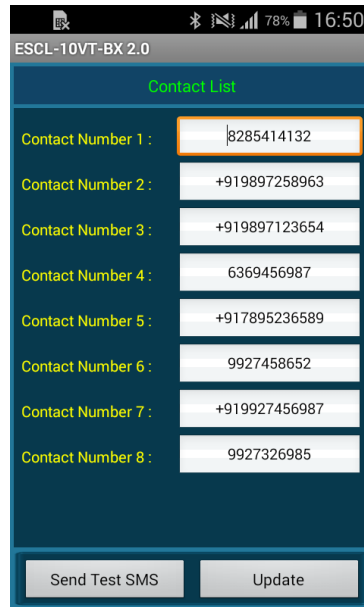 78% 16:50
ESCL-10VT-BX 2.0
Contact List
Contact Number 1 : 8285414132
Contact Number 2 : +919897258963
Contact Number 3 : +919897123654
Contact Number 4 : 6369456987
Contact Number 5 : +917895236589
Contact Number 6 : 9927458652
Contact Number 7 : +919927456987
Contact Number 8 : 9927326985
Send Test SMS Update